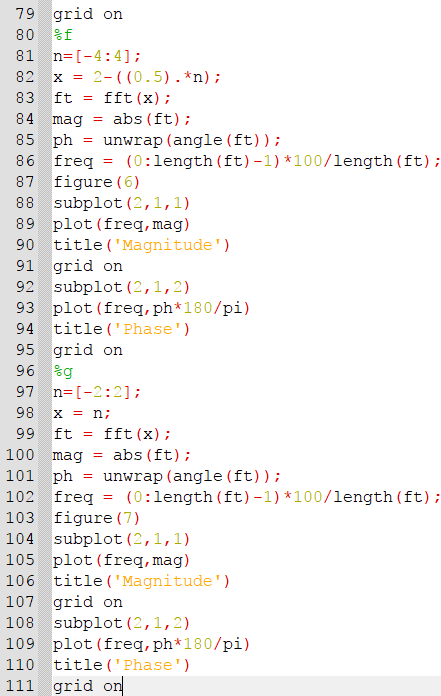 79 grid on
80 %f
81 n=[-4:4];
82 x = 2-((0.5).*n);
83 ft = fft(x);
84 mag = abs(ft);
85 ph = unwrap(angle(ft));
86 freq = (0:length(ft)-1)*100/length(ft);
87 figure(6)
88 subplot(2,1,1)
89 plot(freq,mag)
90 title('Magnitude')
91 grid on
92 subplot(2,1,2)
93 plot(freq,ph*180/pi)
94 title('Phase')
95 grid on
96 %g
97 n=[-2:2];
98 x = n;
99 ft = fft(x);
100 mag = abs(ft);
101 ph = unwrap(angle(ft));
102 freq = (0:length(ft)-1)*100/length(ft);
103 figure(7)
104 subplot(2,1,1)
105 plot(freq,mag)
106 title('Magnitude')
107 grid on
108 subplot(2,1,2)
109 plot(freq,ph*180/pi)
110 title('Phase')
111 grid on